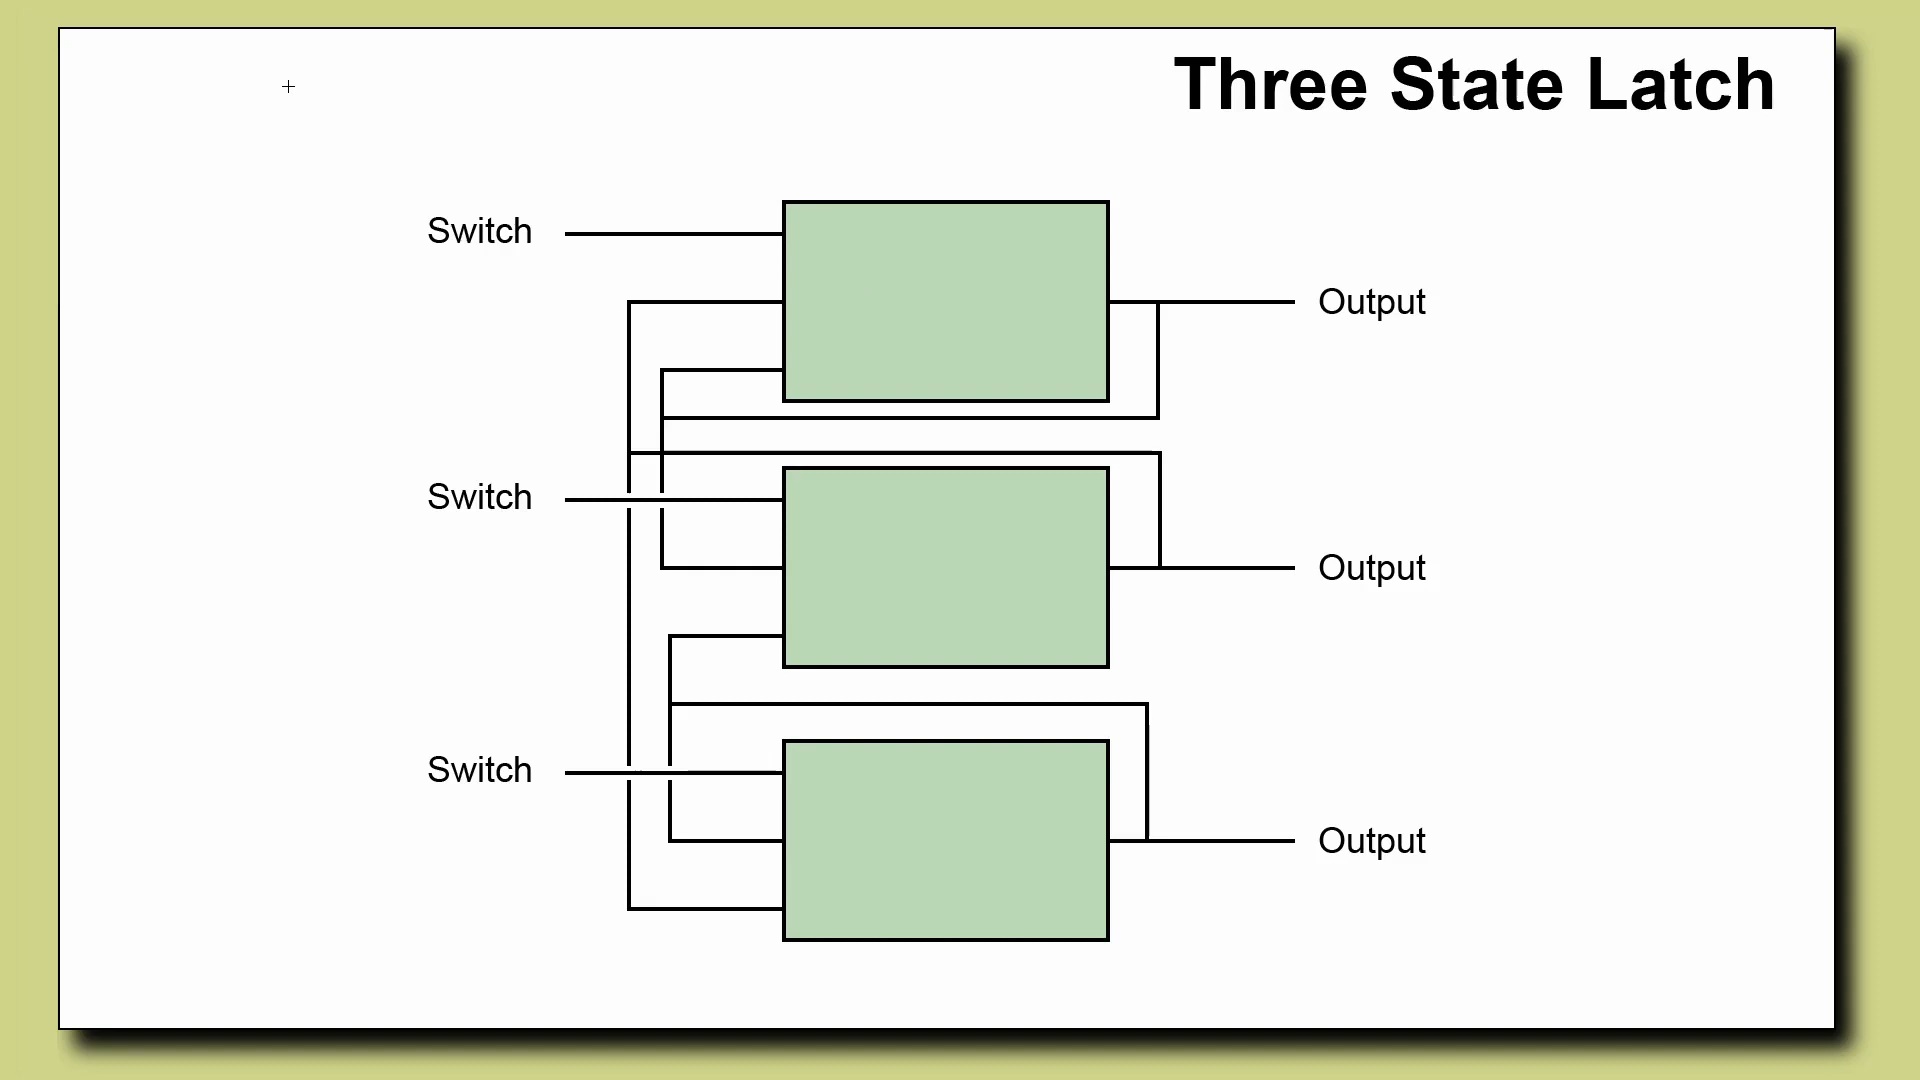 Three State Latch
Switch
Output
Switch
Output
Switch
Output